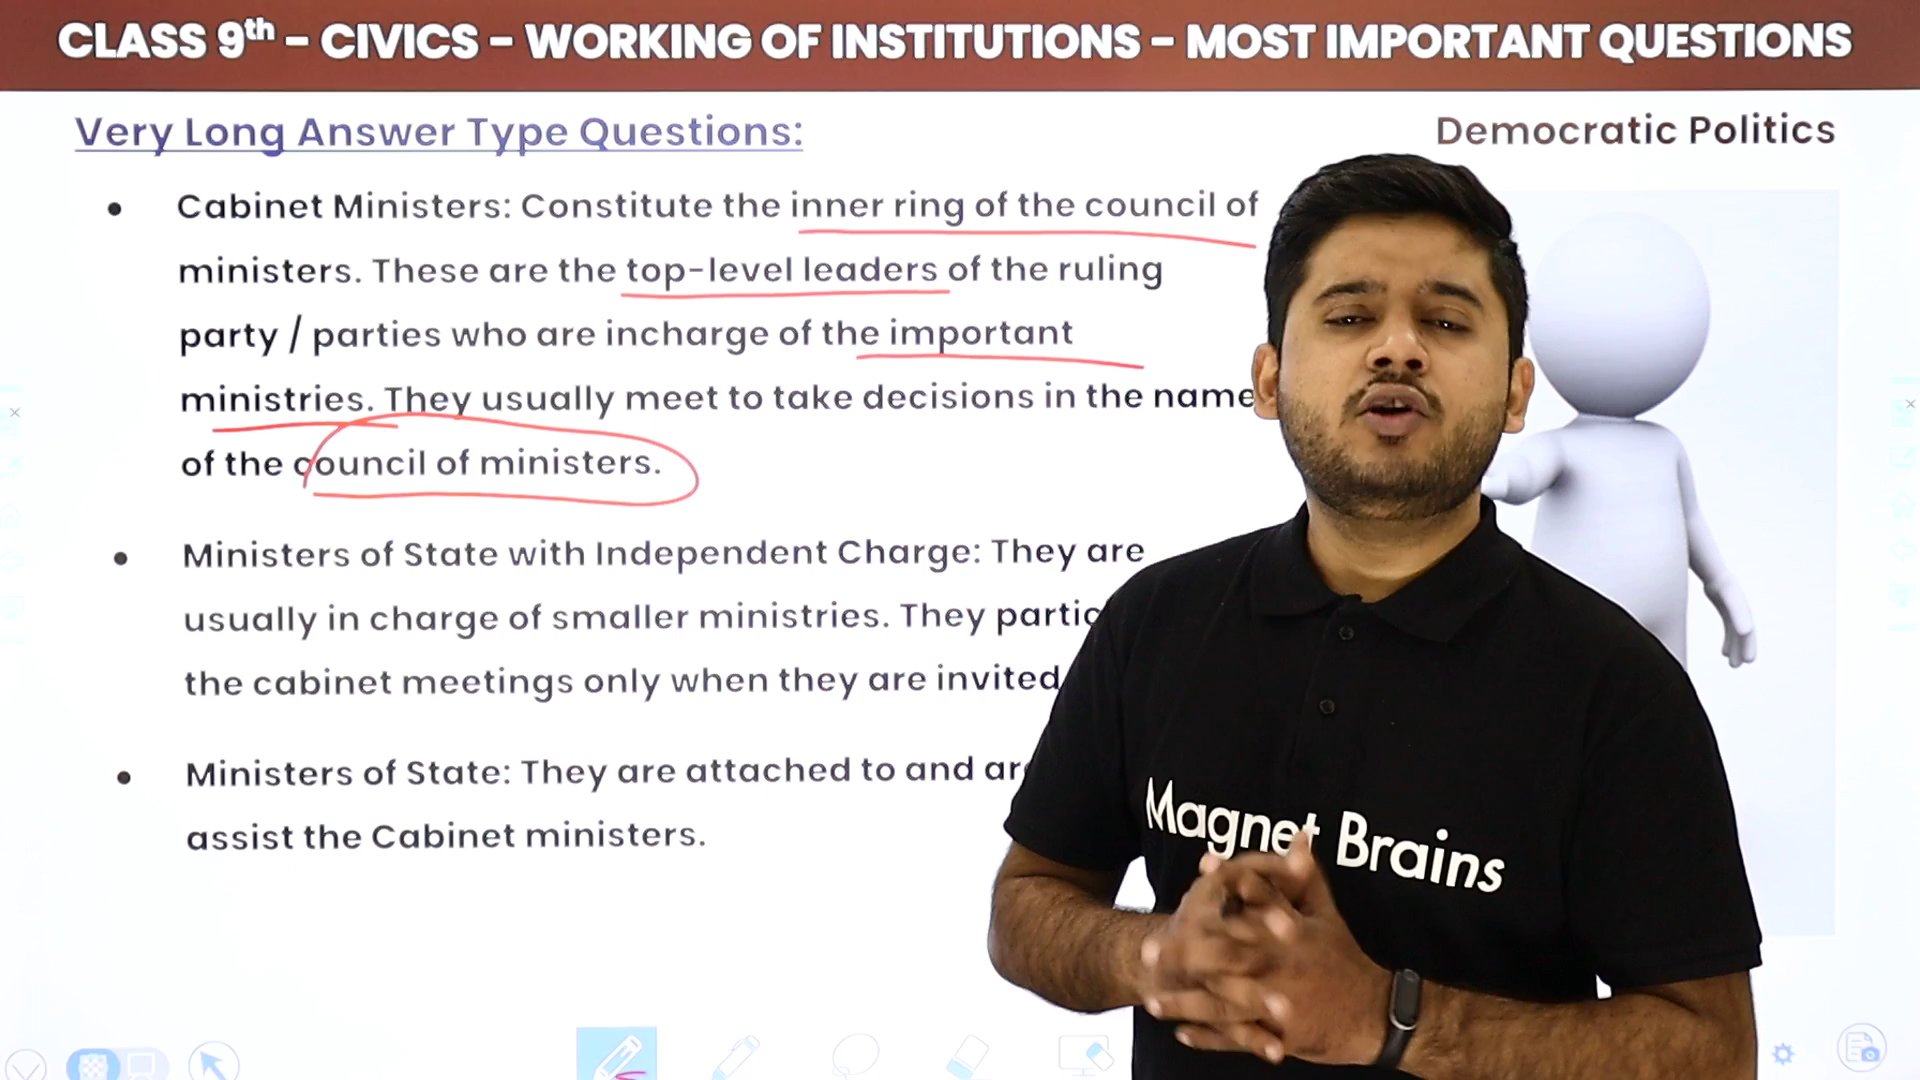 CLASS 9th - CIVICS - WORKING OF INSTITUTIONS - MOST IMPORTANT QUESTIONS
Very Long Answer Type Questions:
Democratic Politics
• Cabinet Ministers: Constitute the inner ring of the council of
ministers. These are the top-level leaders of the ruling
party / parties who are incharge of the important
ministries. They usually meet to take decisions in the name
of the council of ministers.
• Ministers of State with Independent Charge: They are
usually in charge of smaller ministries. They
the cabinet meetings only when they are invited
• Ministers of State: They are attached to and
assist the Cabinet ministers.
Magnet Brains